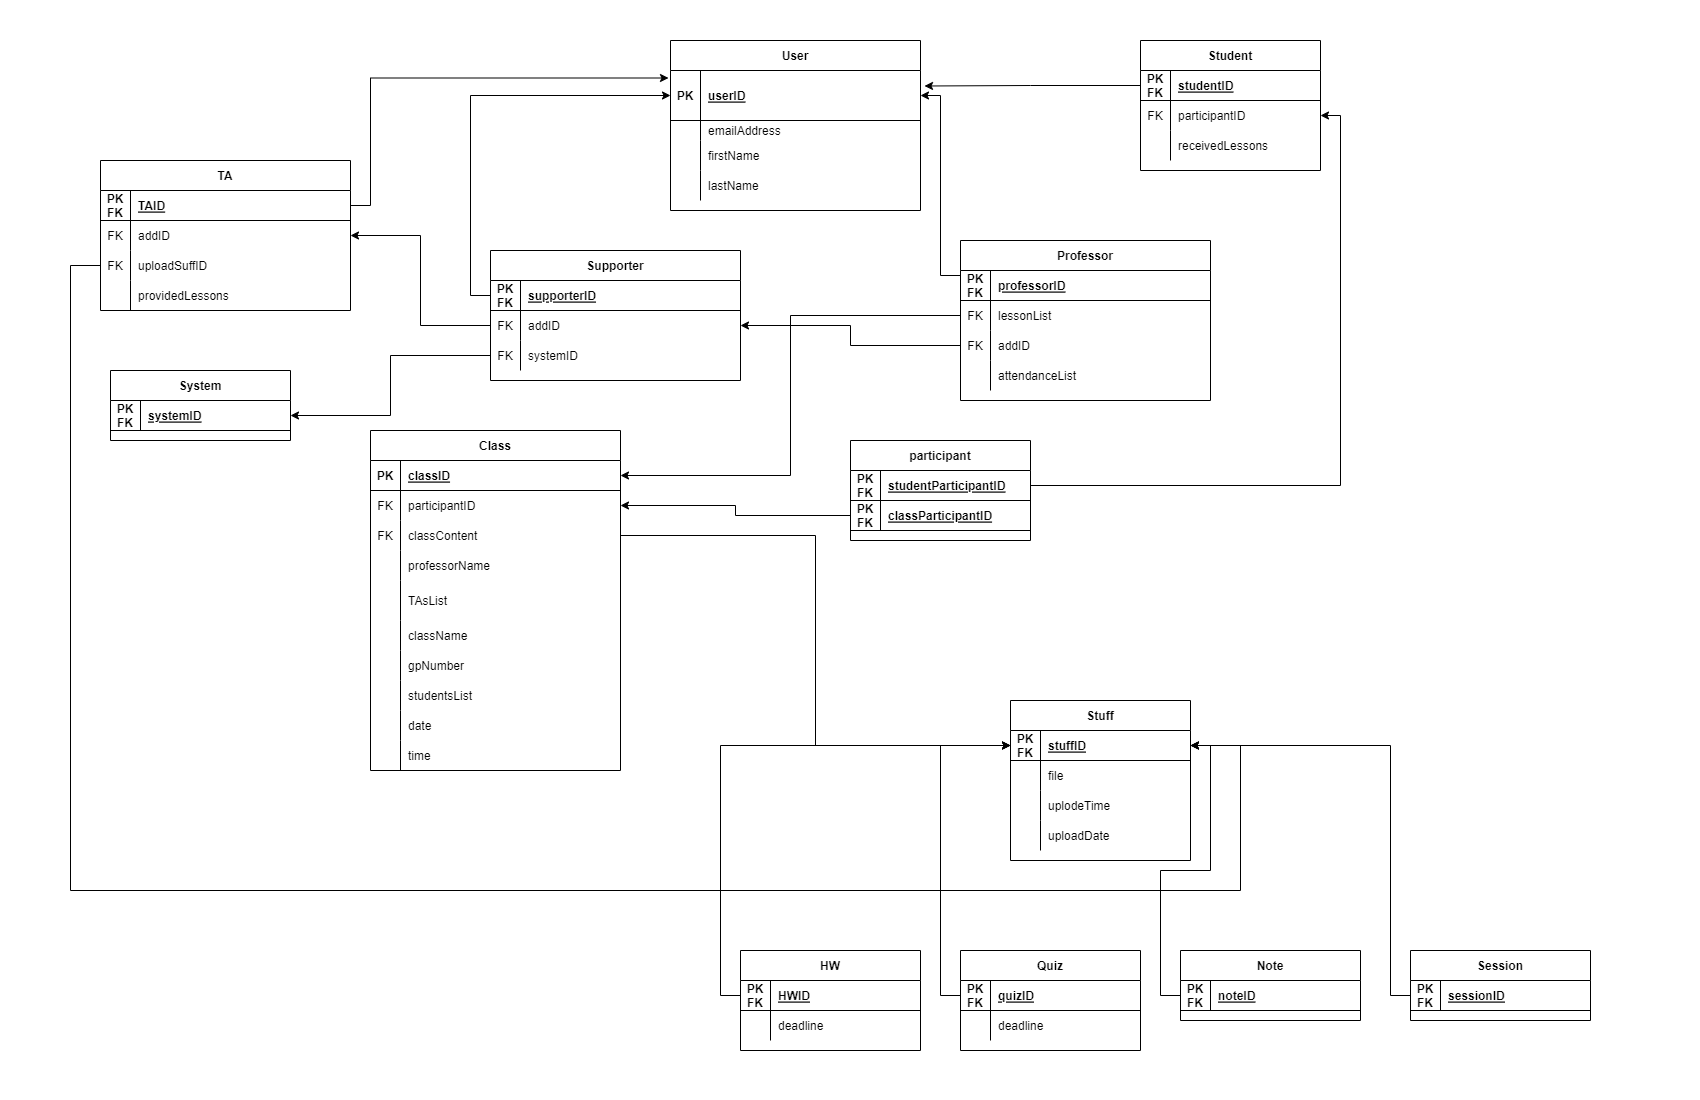 User
PK userID
emailAddress
firstName
lastName
Student
PK
FK studentID
FK participantID
receivedLessons
TA
PK
FK TAID
FK addID
FK uploadSuffID
providedLessons
Supporter
PK
FK supporterID
FK addID
FK systemID
Professor
PK
FK professorID
FK lessonList
FK addID
attendanceList
System
PK
FK systemID
Class
PK classID
FK participantID
FK classContent
professorName
TAsList
className
gpNumber
studentsList
date
time
participant
PK
FK studentParticipantID
PK
FK classParticipantID
Stuff
PK
FK stuffID
file
uplodeTime
uploadDate
HW
PK
FK HWID
deadline
Quiz
PK
FK quizID
deadline
Note
PK
FK noteID
Session
PK
FK sessionID